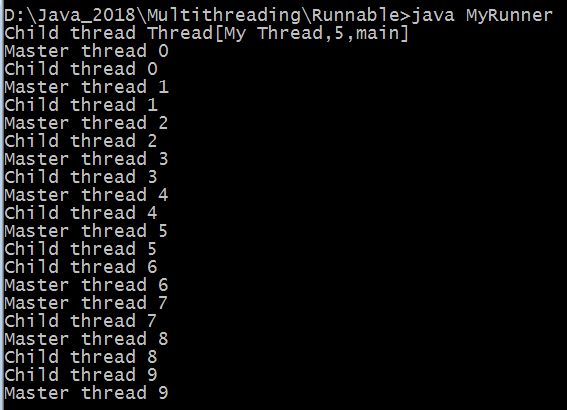 D:\Java_2018\Multithreading\Runnable>java MyRunner
Child thread Thread[My Thread,5,main]
Master thread 0
Child thread 0
Master thread 1
Child thread 1
Master thread 2
Child thread 2
Master thread 3
Child thread 3
Master thread 4
Child thread 4
Master thread 5
Child thread 5
Child thread 6
Master thread 6
Master thread 7
Child thread 7
Master thread 8
Child thread 8
Child thread 9
Master thread 9